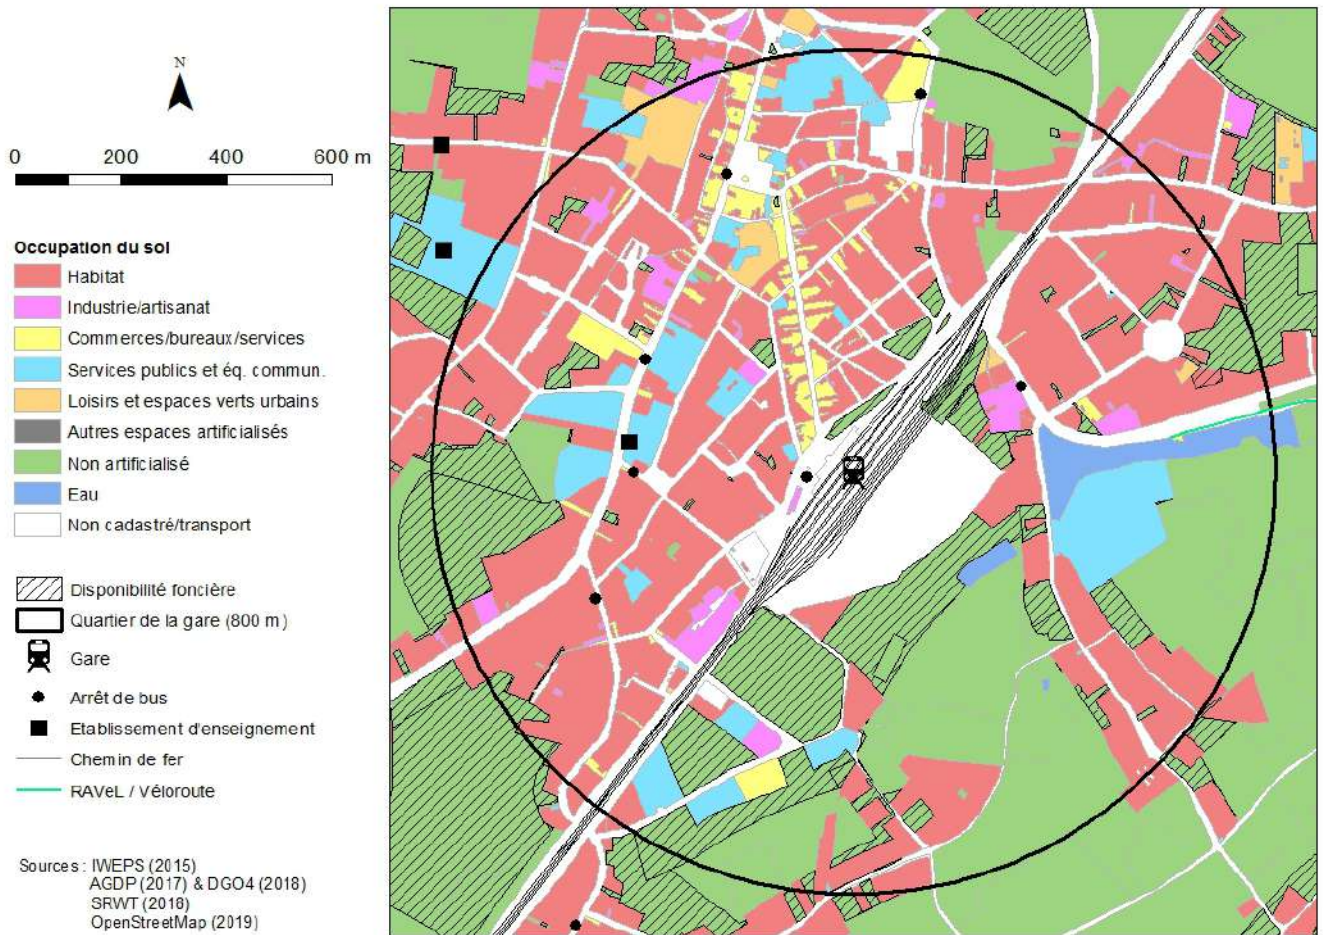 N
0 200 400 600 m
Occupation du sol
Habitat
Industrie/artisanat
Commerces/bureaux/services
Services publics et éq. commun.
Loisirs et espaces verts urbains
Autres espaces artificialisés
Non artificialisé
Eau
Non cadastré/transport
Disponibilité foncière
Quartier de la gare (800 m)
Gare
Arrêt de bus
Etablissement d'enseignement
Chemin de fer
RAVeL / Véloroute
Sources : IWEPS (2015)
AGDP (2017) & DGO4 (2018)
SRWT (2018)
OpenStreetMap (2019)